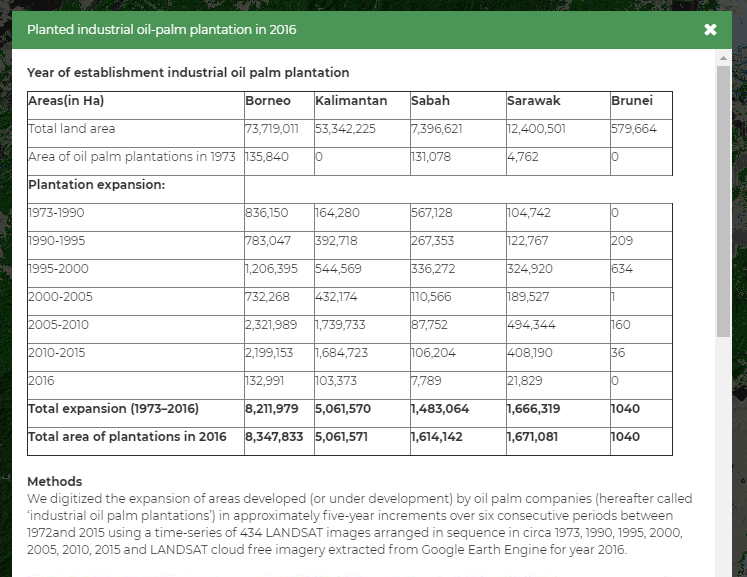 Planted industrial oil-palm plantation in 2016
Year of establishment industrial oil palm plantation
Areas(in Ha) Borneo Kalimantan Sabah Sarawak Brunei
Total land area 73,719,011 53,342,225 7,396,621 12,400,501 579,664
Area of oil palm plantations in 1973 135,840 0 131,078 4,762 0
Plantation expansion:
1973-1990 836,150 164,280 567,128 104,742 0
1990-1995 783,047 392,718 267,353 122,767 209
1995-2000 1,206,395 544,569 336,272 324,920 634
2000-2005 732,268 432,174 110,566 189,527 1
2005-2010 2,321,989 1,739,733 87,752 494,344 160
2010-2015 2,199,153 1,684,723 106,204 408,190 36
2016 132,991 103,373 7,789 21,829 0
Total expansion (1973–2016) 8,211,979 5,061,570 1,483,064 1,666,319 1040
Total area of plantations in 2016 8,347,833 5,061,571 1,614,142 1,671,081 1040
Methods
We digitized the expansion of areas developed (or under development) by oil palm companies (hereafter called
‘industrial oil palm plantations’) in approximately five-year increments over six consecutive periods between
1972and 2015 using a time-series of 434 LANDSAT images arranged in sequence in circa 1973, 1990, 1995, 2000,
2005, 2010, 2015 and LANDSAT cloud free imagery extracted from Google Earth Engine for year 2016.